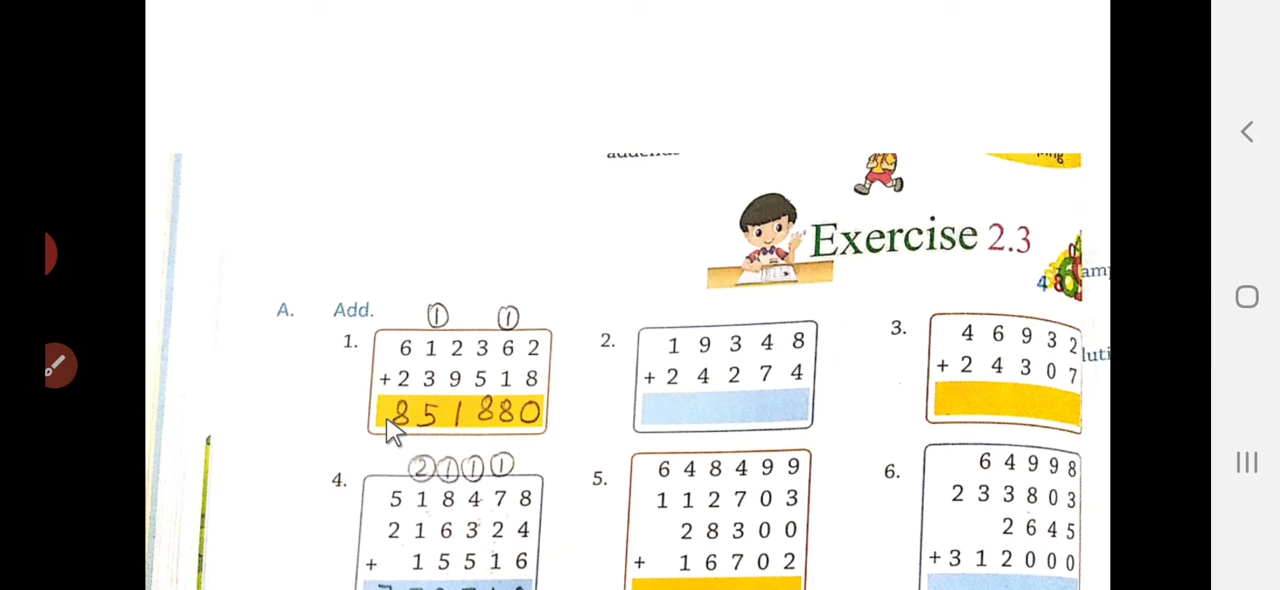 Exercise 2.3
A. Add.
① ①
1. 6 1 2 3 6 2
+ 2 3 9 5 1 8
8 5 1 8 8 0
2. 1 9 3 4 8
+ 2 4 2 7 4
3. 4 6 9 3 2
+ 2 4 3 0 7
② ① ① ①
4. 5 1 8 4 7 8
2 1 6 3 2 4
+ 1 5 5 1 6
5. 6 4 8 4 9 9
1 1 2 7 0 3
2 8 3 0 0
+ 1 6 7 0 2
6. 6 4 9 9 8
2 3 3 8 0 3
2 6 4 5
+ 3 1 2 0 0 0